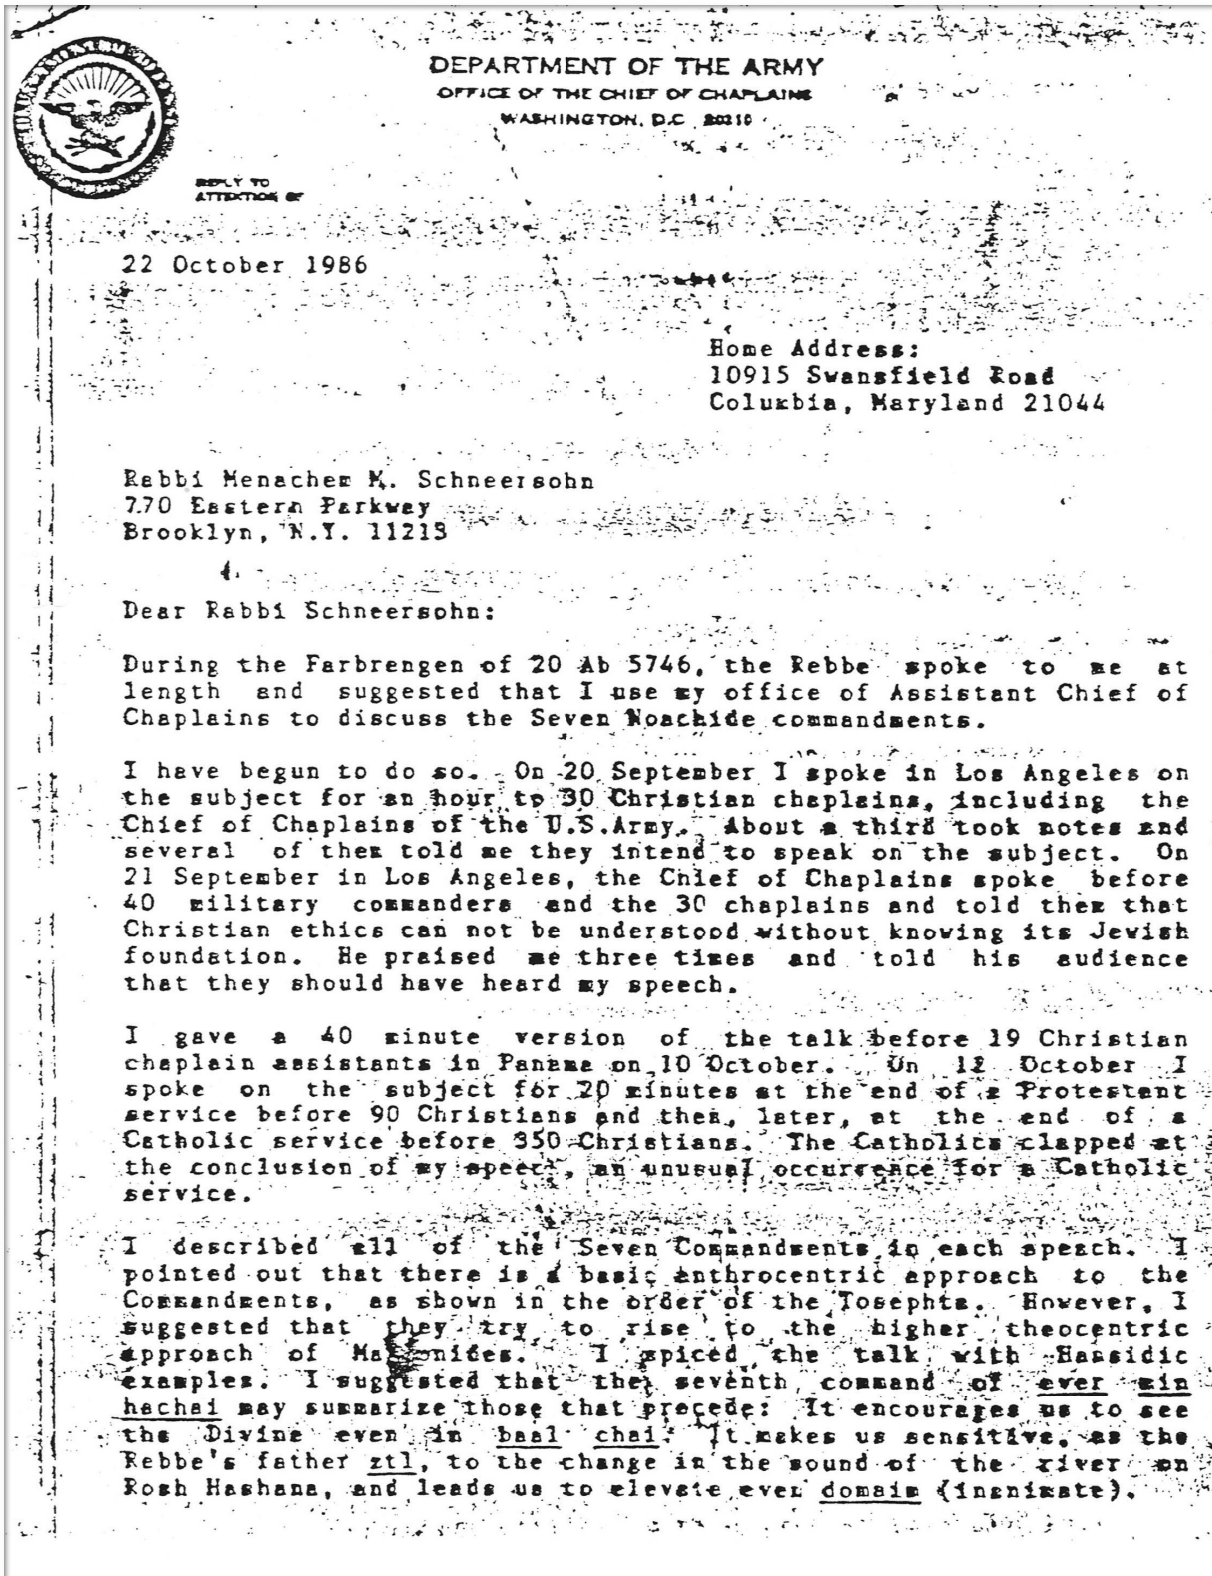 DEPARTMENT OF THE ARMY
OFFICE OF THE CHIEF OF CHAPLAINS
WASHINGTON, D.C. 20310
REPLY TO
ATTENTION OF
22 October 1986
Home Address:
10915 Swansfield Road
Columbia, Maryland 21044
Rabbi Menachem M. Schneersohn
770 Eastern Parkway
Brooklyn, N.Y. 11213
Dear Rabbi Schneersohn:
During the Farbrengen of 20 Ab 5746, the Rebbe spoke to me at
length and suggested that I use my office of Assistant Chief of
Chaplains to discuss the Seven Noachide commandments.
I have begun to do so. On 20 September I spoke in Los Angeles on
the subject for an hour to 30 Christian chaplains, including the
Chief of Chaplains of the U.S.Army. About a third took notes and
several of them told me they intend to speak on the subject. On
21 September in Los Angeles, the Chief of Chaplains spoke before
40 military commanders and the 30 chaplains and told them that
Christian ethics can not be understood without knowing its Jewish
foundation. He praised me three times and told his audience
that they should have heard my speech.
I gave a 40 minute version of the talk before 19 Christian
chaplain assistants in Panama on 10 October. On 12 October I
spoke on the subject for 20 minutes at the end of a Protestant
service before 90 Christians and then, later, at the end of a
Catholic service before 350 Christians. The Catholics clapped at
the conclusion of my speech, an unusual occurrence for a Catholic
service.
I described all of the Seven Commandments in each speech. I
pointed out that there is a basic anthrocentric approach to the
Commandments, as shown in the order of the Tosephta. However, I
suggested that they try to rise to the higher theocentric
approach of Maimonides. I spiced the talk with Hassidic
examples. I suggested that the seventh command of ever min
hachai may summarize those that precede: It encourages us to see
the Divine even in baal chai. It makes us sensitive, as the
Rebbe's father ztl, to the change in the sound of the river on
Rosh Hashana, and leads us to elevate even domaim (inanimate).